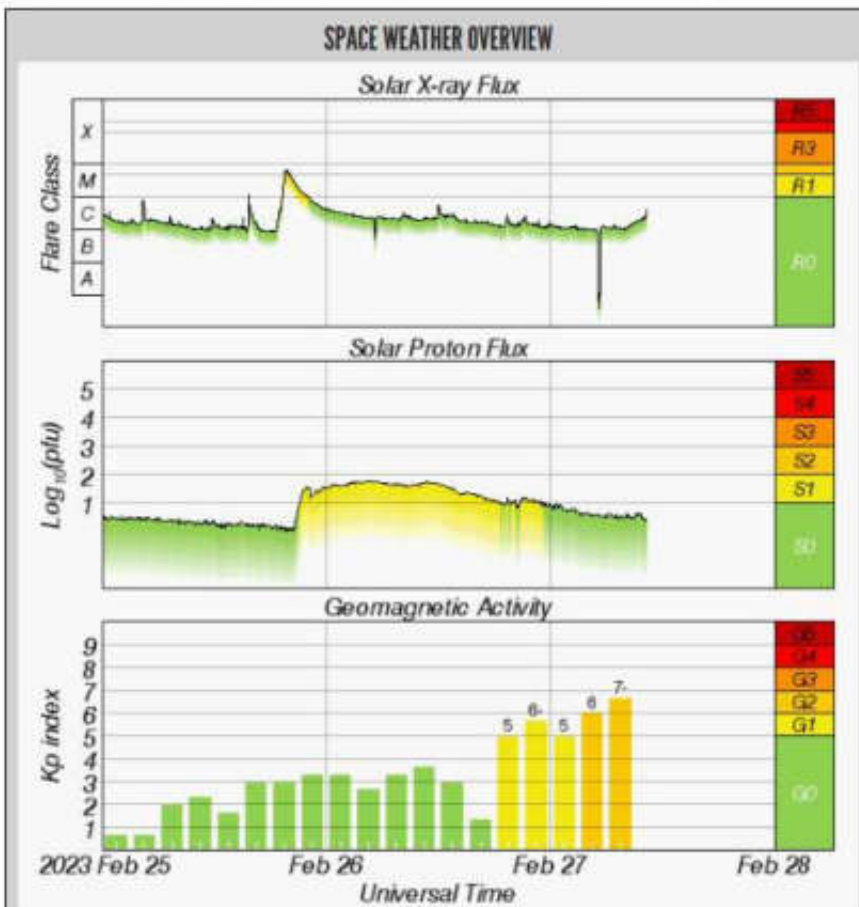 SPACE WEATHER OVERVIEW
Solar X-ray Flux
Flare Class
X
M
C
B
A
R5
R3
R1
R0
Solar Proton Flux
Log10(pfu)
5
4
3
2
1
S5
S4
S3
S2
S1
S0
Geomagnetic Activity
Kp index
9
8
7
6
5
4
3
2
1
5
6-
5
6
7-
G5
G4
G3
G2
G1
G0
2023 Feb 25
Feb 26
Feb 27
Feb 28
Universal Time